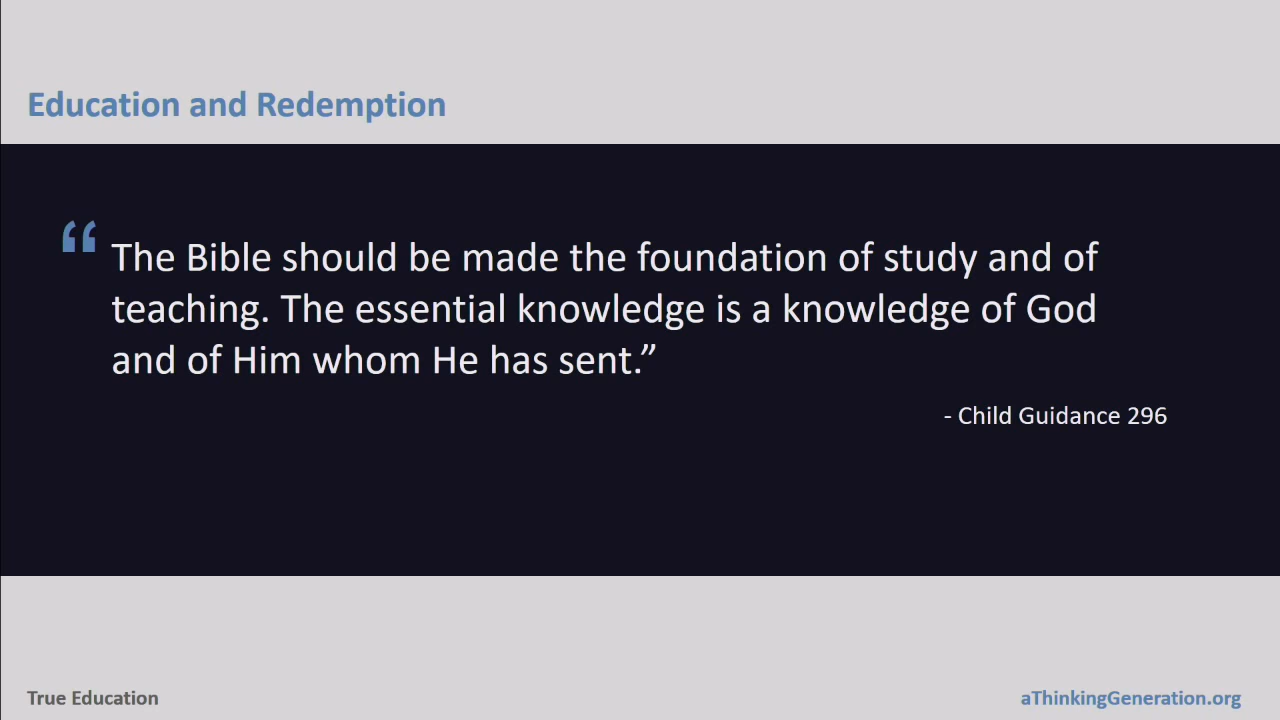 Education and Redemption
“ The Bible should be made the foundation of study and of
teaching. The essential knowledge is a knowledge of God
and of Him whom He has sent.”
- Child Guidance 296
True Education
aThinkingGeneration.org